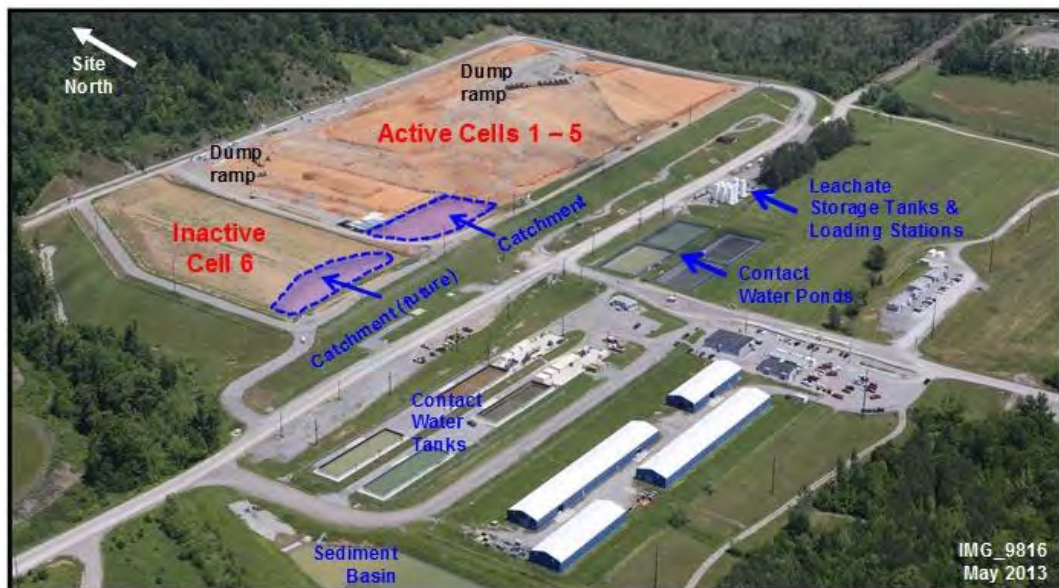 Site
North
Dump
ramp
Active Cells 1 – 5
Dump
ramp
Inactive
Cell 6
Catchment
Catchment (future)
Leachate
Storage Tanks &
Loading Stations
Contact
Water Ponds
Contact
Water
Tanks
Sediment
Basin
IMG_9816
May 2013